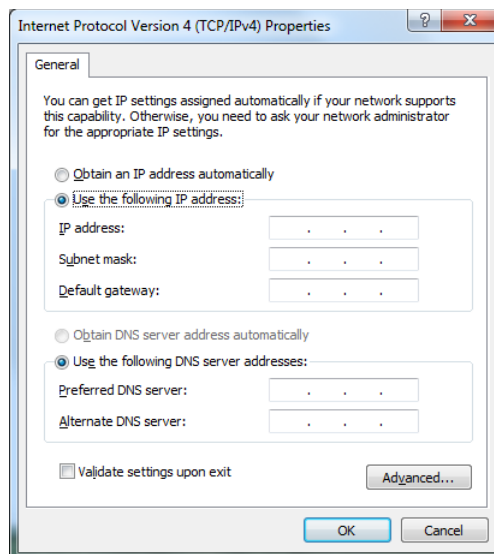 Internet Protocol Version 4 (TCP/IPv4) Properties
General
You can get IP settings assigned automatically if your network supports
this capability. Otherwise, you need to ask your network administrator
for the appropriate IP settings.
Obtain an IP address automatically
Use the following IP address:
IP address:
Subnet mask:
Default gateway:
Obtain DNS server address automatically
Use the following DNS server addresses:
Preferred DNS server:
Alternate DNS server:
Validate settings upon exit
Advanced...
OK Cancel